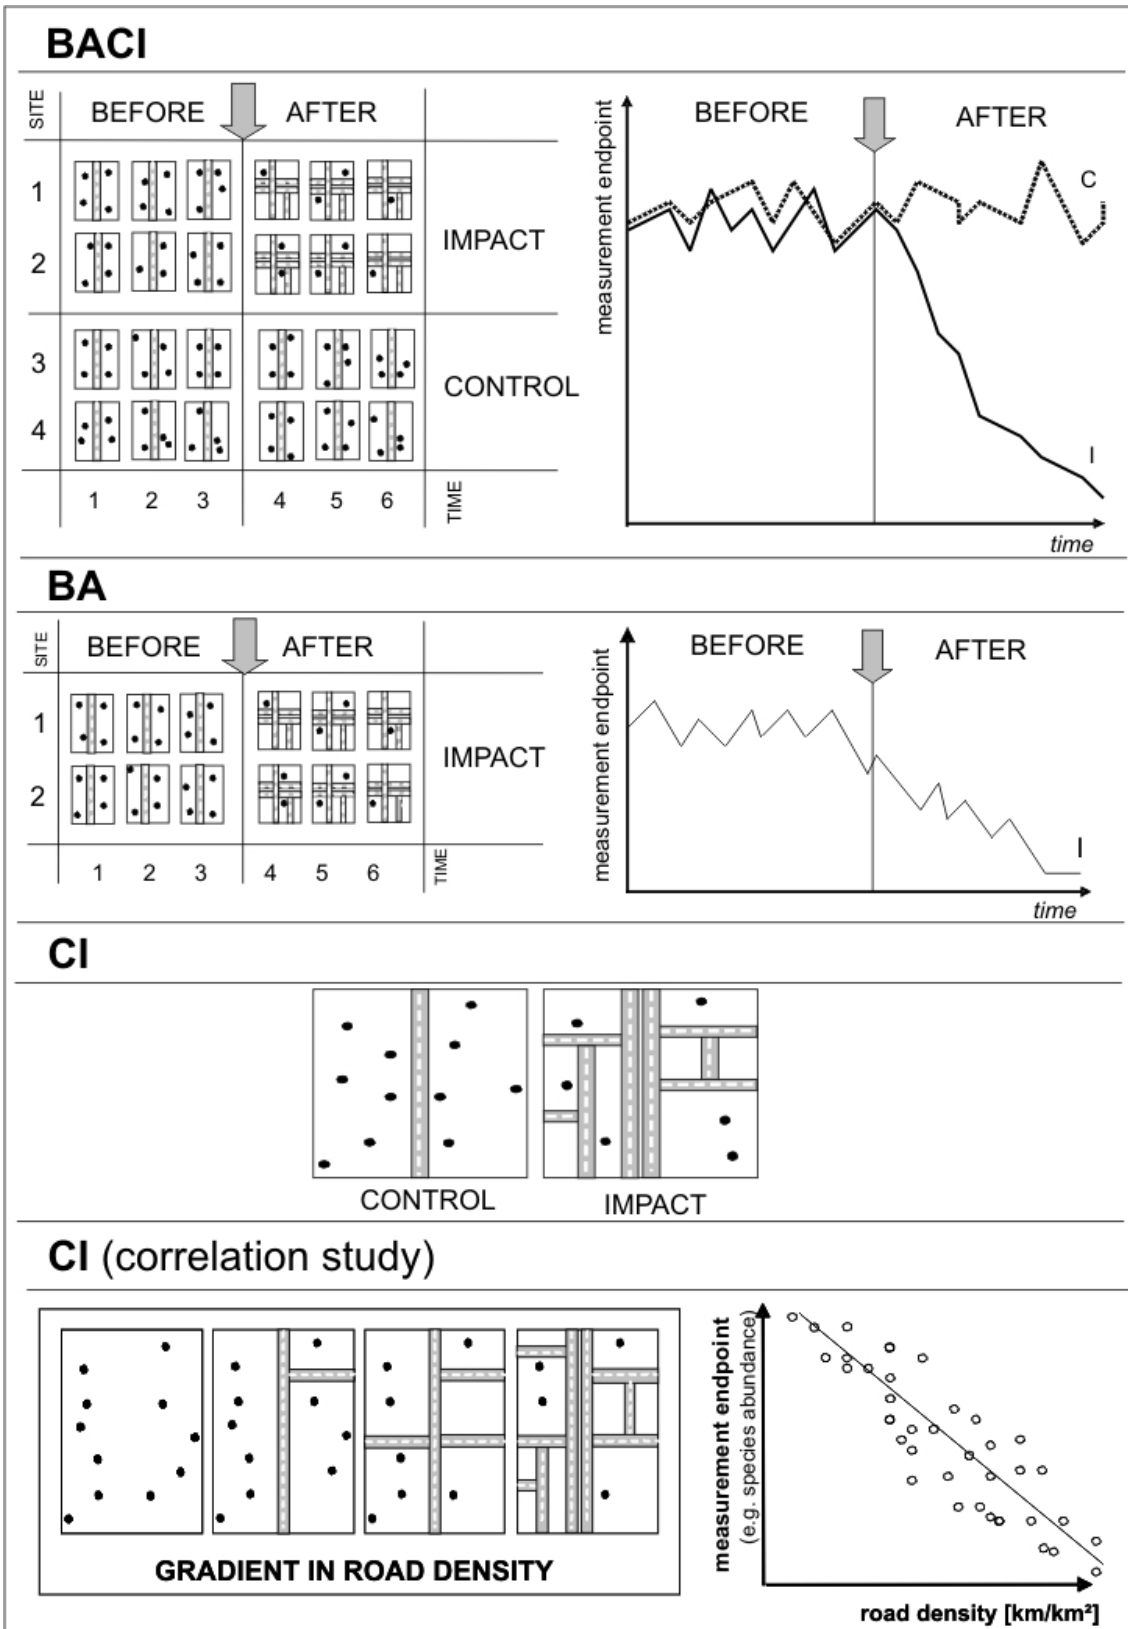 BACI
SITE
BEFORE
AFTER
1
2
IMPACT
3
4
CONTROL
1 2 3 4 5 6
TIME
measurement endpoint
BEFORE
AFTER
C
I
time
BA
SITE
BEFORE
AFTER
1
2
IMPACT
1 2 3 4 5 6
TIME
measurement endpoint
BEFORE
AFTER
I
time
CI
CONTROL
IMPACT
CI (correlation study)
GRADIENT IN ROAD DENSITY
measurement endpoint
(e.g. species abundance)
road density [km/km²]